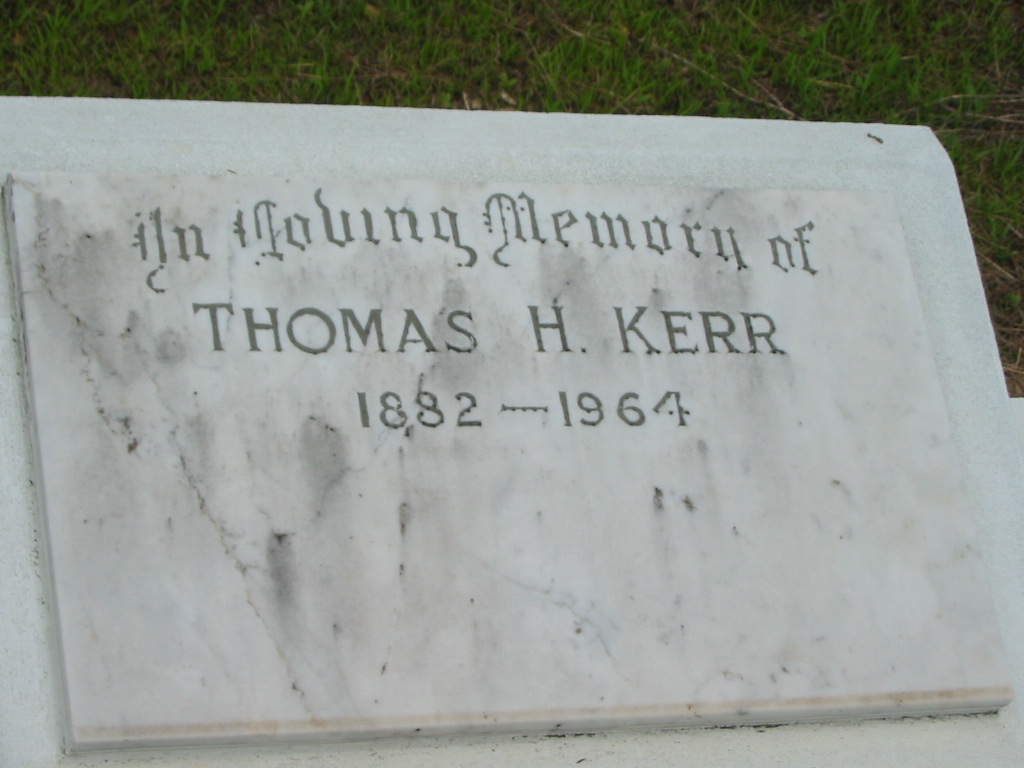 In Loving Memory of
THOMAS H. KERR
1882 — 1964